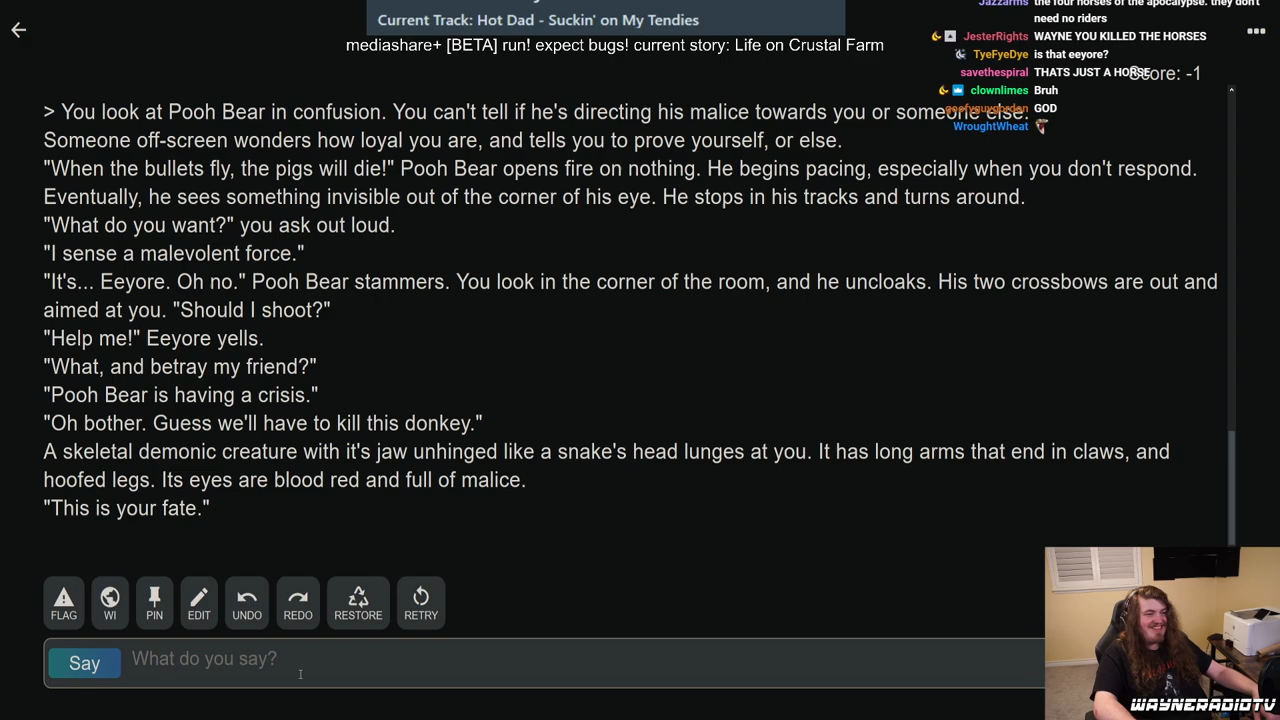 Current Track: Hot Dad - Suckin' on My Tendies
mediashare+ [BETA] run! expect bugs! current story: Life on Crustal Farm
Jazzarms the four horses of the apocalypse. they don't
need no riders
JesterRights WAYNE YOU KILLED THE HORSES
TyeFyeDye is that eeyore?
savethespiral THATS JUST A HORSE
Score: -1
clownlimes Bruh
goofyguygordon GOD
WroughtWheat
> You look at Pooh Bear in confusion. You can't tell if he's directing his malice towards you or someone else.
Someone off-screen wonders how loyal you are, and tells you to prove yourself, or else.
"When the bullets fly, the pigs will die!" Pooh Bear opens fire on nothing. He begins pacing, especially when you don't respond.
Eventually, he sees something invisible out of the corner of his eye. He stops in his tracks and turns around.
"What do you want?" you ask out loud.
"I sense a malevolent force."
"It's... Eeyore. Oh no." Pooh Bear stammers. You look in the corner of the room, and he uncloaks. His two crossbows are out and
aimed at you. "Should I shoot?"
"Help me!" Eeyore yells.
"What, and betray my friend?"
"Pooh Bear is having a crisis."
"Oh bother. Guess we'll have to kill this donkey."
A skeletal demonic creature with it's jaw unhinged like a snake's head lunges at you. It has long arms that end in claws, and
hoofed legs. Its eyes are blood red and full of malice.
"This is your fate."
FLAG WI PIN EDIT UNDO REDO RESTORE RETRY
Say What do you say?
WAYNERADIOTV